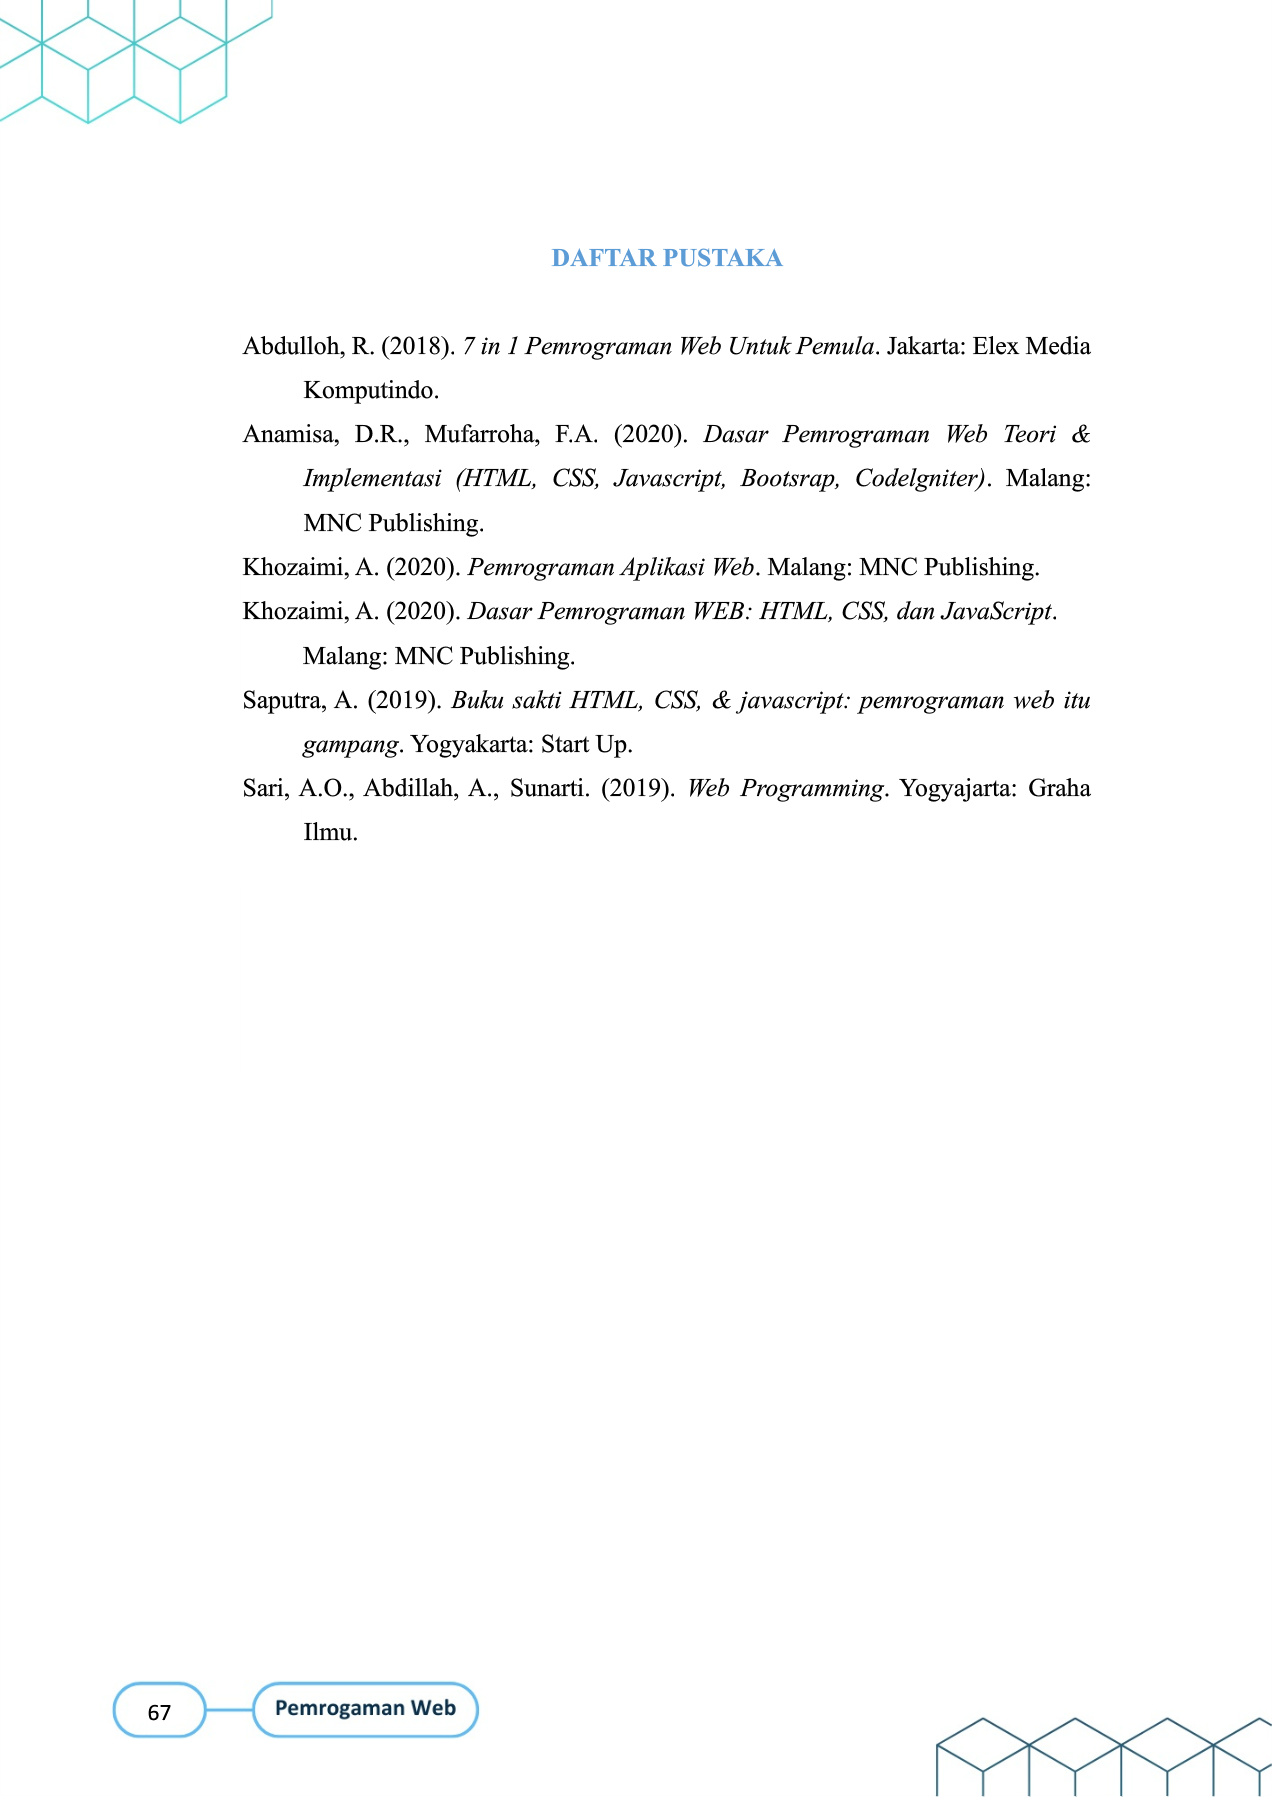 DAFTAR PUSTAKA
Abdulloh, R. (2018). 7 in 1 Pemrograman Web Untuk Pemula. Jakarta: Elex Media
Komputindo.
Anamisa, D.R., Mufarroha, F.A. (2020). Dasar Pemrograman Web Teori &
Implementasi (HTML, CSS, Javascript, Bootsrap, Codelgniter). Malang:
MNC Publishing.
Khozaimi, A. (2020). Pemrograman Aplikasi Web. Malang: MNC Publishing.
Khozaimi, A. (2020). Dasar Pemrograman WEB: HTML, CSS, dan JavaScript.
Malang: MNC Publishing.
Saputra, A. (2019). Buku sakti HTML, CSS, & javascript: pemrograman web itu
gampang. Yogyakarta: Start Up.
Sari, A.O., Abdillah, A., Sunarti. (2019). Web Programming. Yogyajarta: Graha
Ilmu.
67
Pemrogaman Web